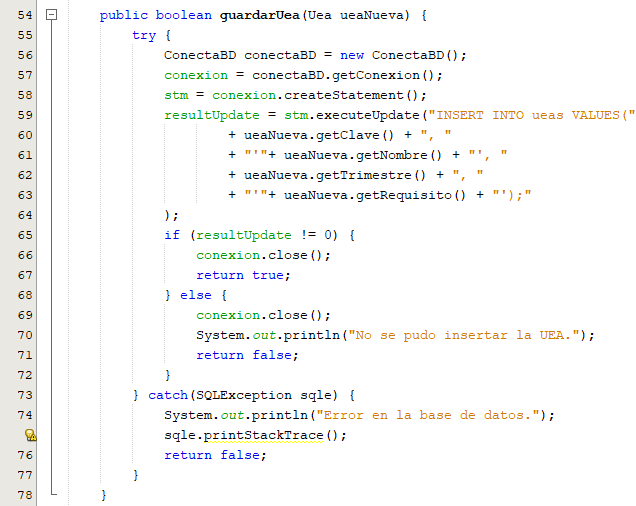 54 public boolean guardarUea(Uea ueaNueva) {
55 try {
56 ConectaBD conectaBD = new ConectaBD();
57 conexion = conectaBD.getConexion();
58 stm = conexion.createStatement();
59 resultUpdate = stm.executeUpdate("INSERT INTO ueas VALUES("
60 + ueaNueva.getClave() + ", "
61 + "'"+ ueaNueva.getNombre() + "', "
62 + ueaNueva.getTrimestre() + ", "
63 + "'"+ ueaNueva.getRequisito() + "');"
64 );
65 if (resultUpdate != 0) {
66 conexion.close();
67 return true;
68 } else {
69 conexion.close();
70 System.out.println("No se pudo insertar la UEA.");
71 return false;
72 }
73 } catch(SQLException sqle) {
74 System.out.println("Error en la base de datos.");
sqle.printStackTrace();
76 return false;
77 }
78 }